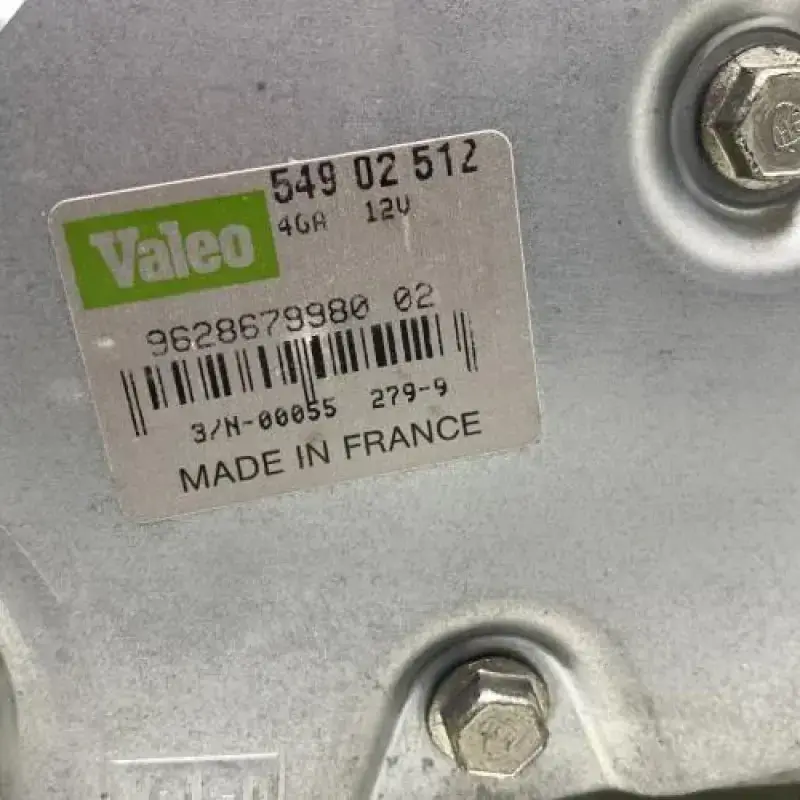 549 02 512
4GA 12V
Valeo
9628679980 02
3/N-00055 279-9
MADE IN FRANCE